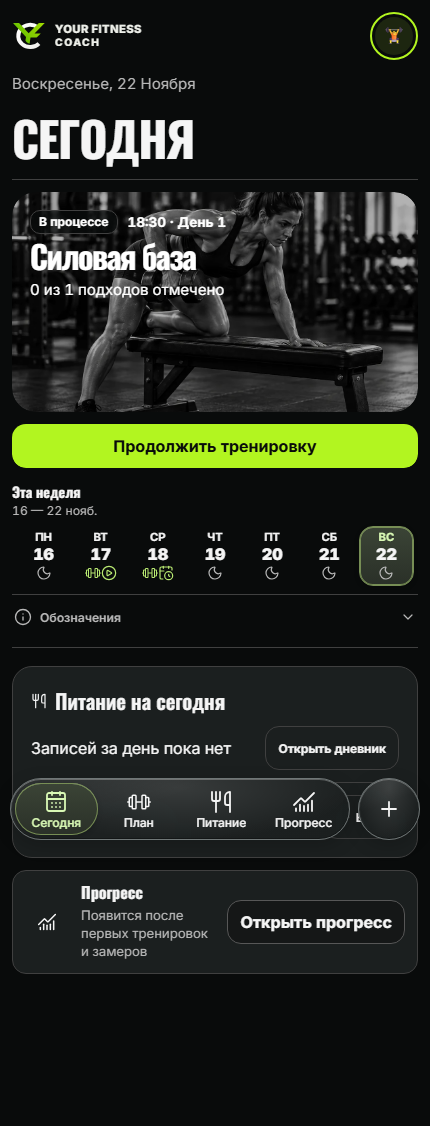 YOUR FITNESS
COACH
Воскресенье, 22 Ноября
СЕГОДНЯ
В процессе 18:30 · День 1
Силовая база
0 из 1 подходов отмечено
Продолжить тренировку
Эта неделя
16 — 22 нояб.
ПН ВТ СР ЧТ ПТ СБ ВС
16 17 18 19 20 21 22
Обозначения
Питание на сегодня
Записей за день пока нет
Открыть дневник
Сегодня План Питание Прогресс
Прогресс
Появится после
первых тренировок
и замеров
Открыть прогресс